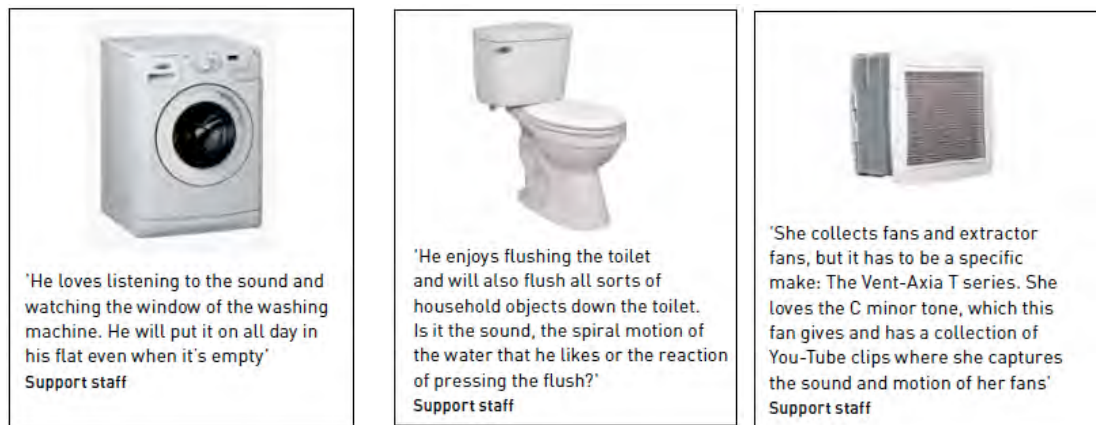 'He loves listening to the sound and
watching the window of the washing
machine. He will put it on all day in
his flat even when it's empty'
Support staff
'He enjoys flushing the toilet
and will also flush all sorts of
household objects down the toilet.
Is it the sound, the spiral motion of
the water that he likes or the reaction
of pressing the flush?'
Support staff
'She collects fans and extractor
fans, but it has to be a specific
make: The Vent-Axia T series. She
loves the C minor tone, which this
fan gives and has a collection of
You-Tube clips where she captures
the sound and motion of her fans'
Support staff